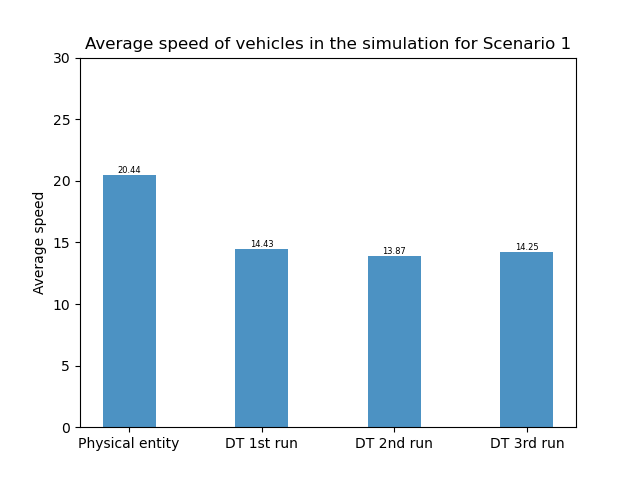 Average speed of vehicles in the simulation for Scenario 1
30
25
20
15
10
5
0
Average speed
20.44
14.43
13.87
14.25
Physical entity
DT 1st run
DT 2nd run
DT 3rd run